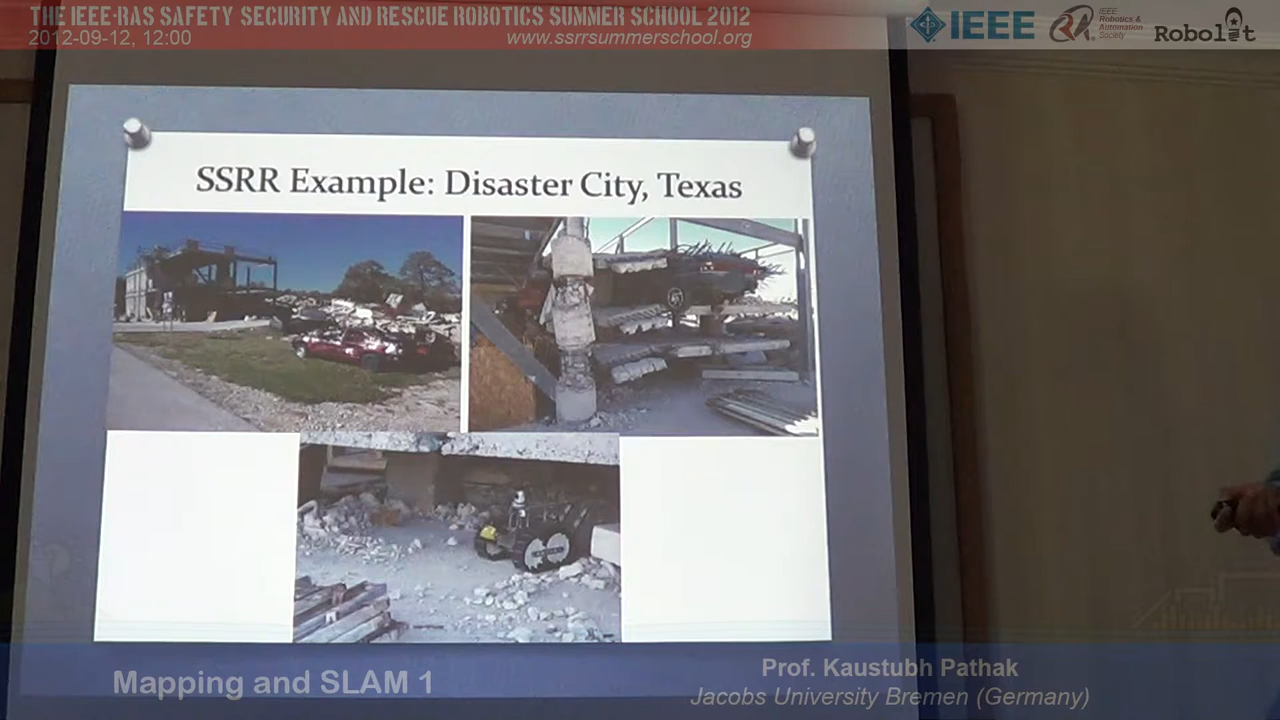 THE IEEE-RAS SAFETY SECURITY AND RESCUE ROBOTICS SUMMER SCHOOL 2012
2012-09-12, 12:00
www.ssrrsummerschool.org
IEEE
IEEE
Robotics &
Automation
Society
Robolit
SSRR Example: Disaster City, Texas
Mapping and SLAM 1
Prof. Kaustubh Pathak
Jacobs University Bremen (Germany)